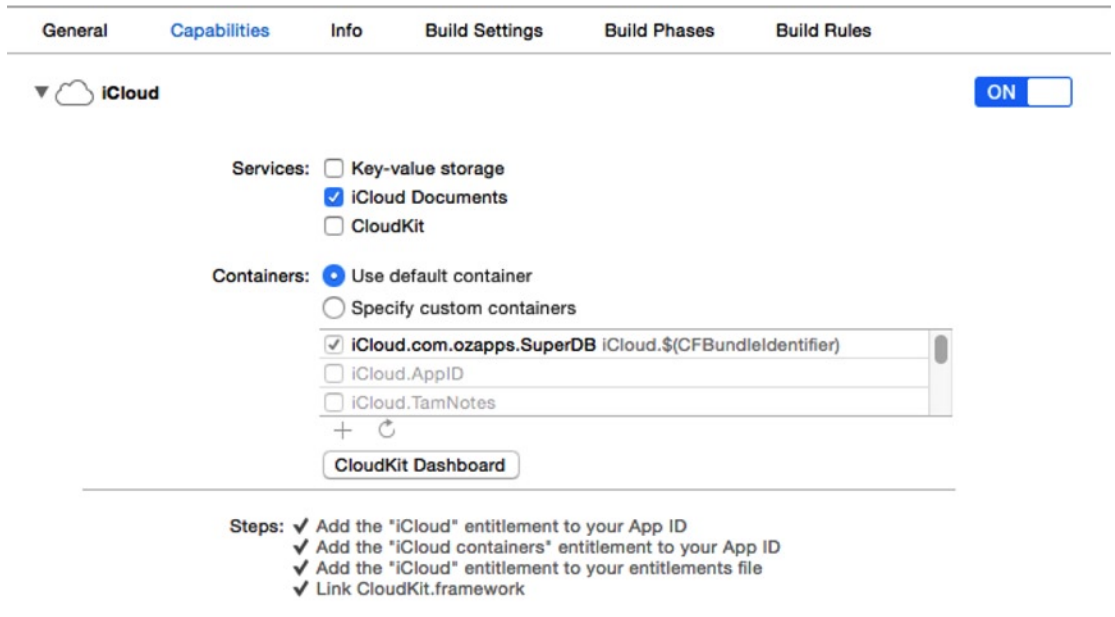 General Capabilities Info Build Settings Build Phases Build Rules
iCloud ON
Services: Key-value storage
iCloud Documents
CloudKit
Containers: Use default container
Specify custom containers
iCloud.com.ozapps.SuperDB iCloud.$(CFBundleIdentifier)
iCloud.AppID
iCloud.TamNotes
CloudKit Dashboard
Steps: ✓ Add the "iCloud" entitlement to your App ID
✓ Add the "iCloud containers" entitlement to your App ID
✓ Add the "iCloud" entitlement to your entitlements file
✓ Link CloudKit.framework